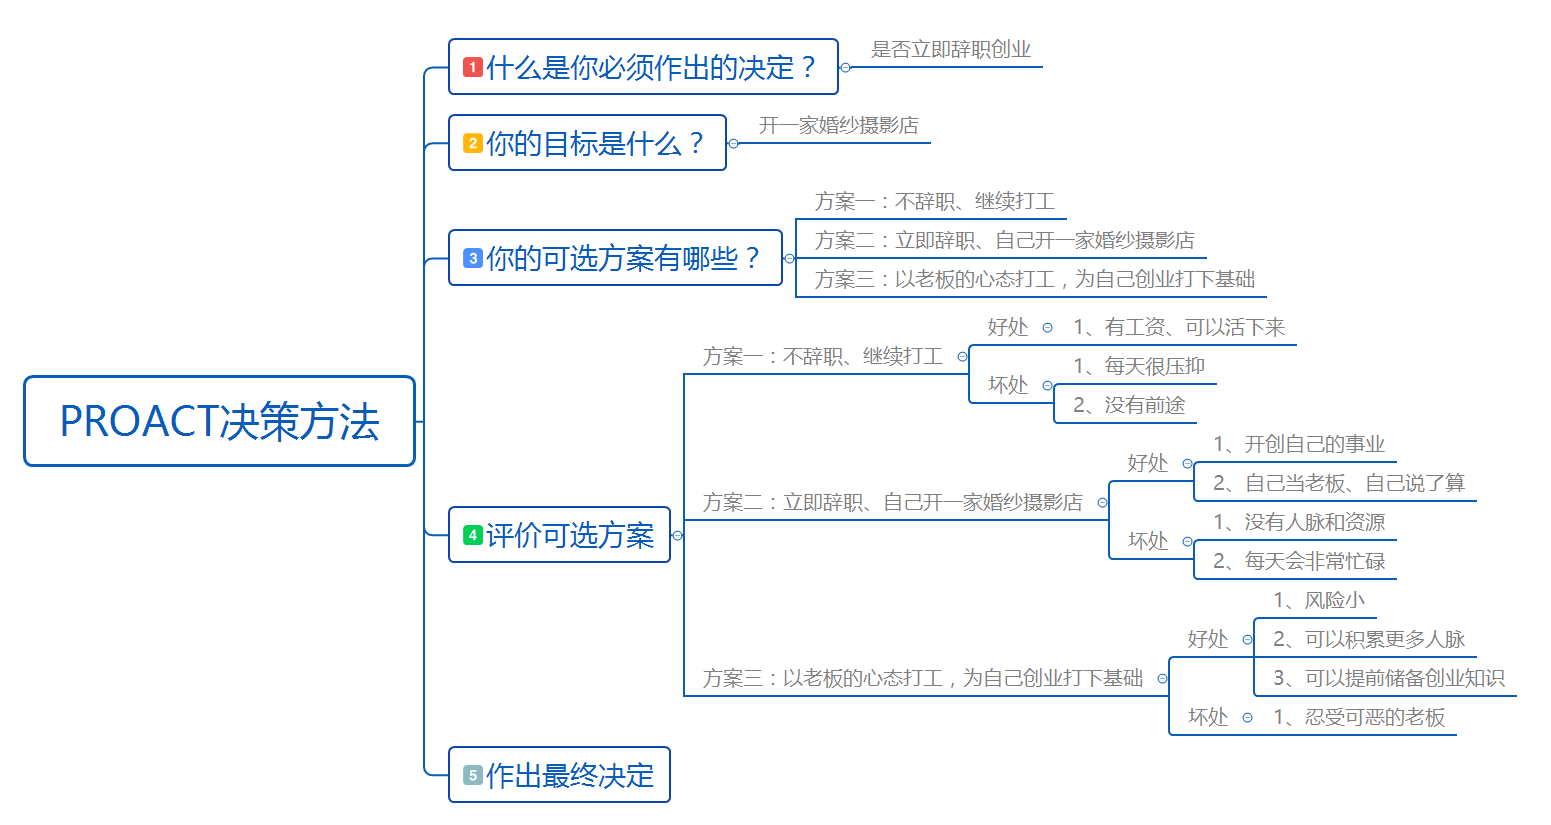 PROACT决策方法
1 什么是你必须作出的决定？
是否立即辞职创业
2 你的目标是什么？
开一家婚纱摄影店
3 你的可选方案有哪些？
方案一：不辞职、继续打工
方案二：立即辞职、自己开一家婚纱摄影店
方案三：以老板的心态打工，为自己创业打下基础
4 评价可选方案
方案一：不辞职、继续打工
好处
1、有工资、可以活下来
坏处
1、每天很压抑
2、没有前途
方案二：立即辞职、自己开一家婚纱摄影店
好处
1、开创自己的事业
2、自己当老板、自己说了算
坏处
1、没有人脉和资源
2、每天会非常忙碌
方案三：以老板的心态打工，为自己创业打下基础
好处
1、风险小
2、可以积累更多人脉
3、可以提前储备创业知识
坏处
1、忍受可恶的老板
5 作出最终决定